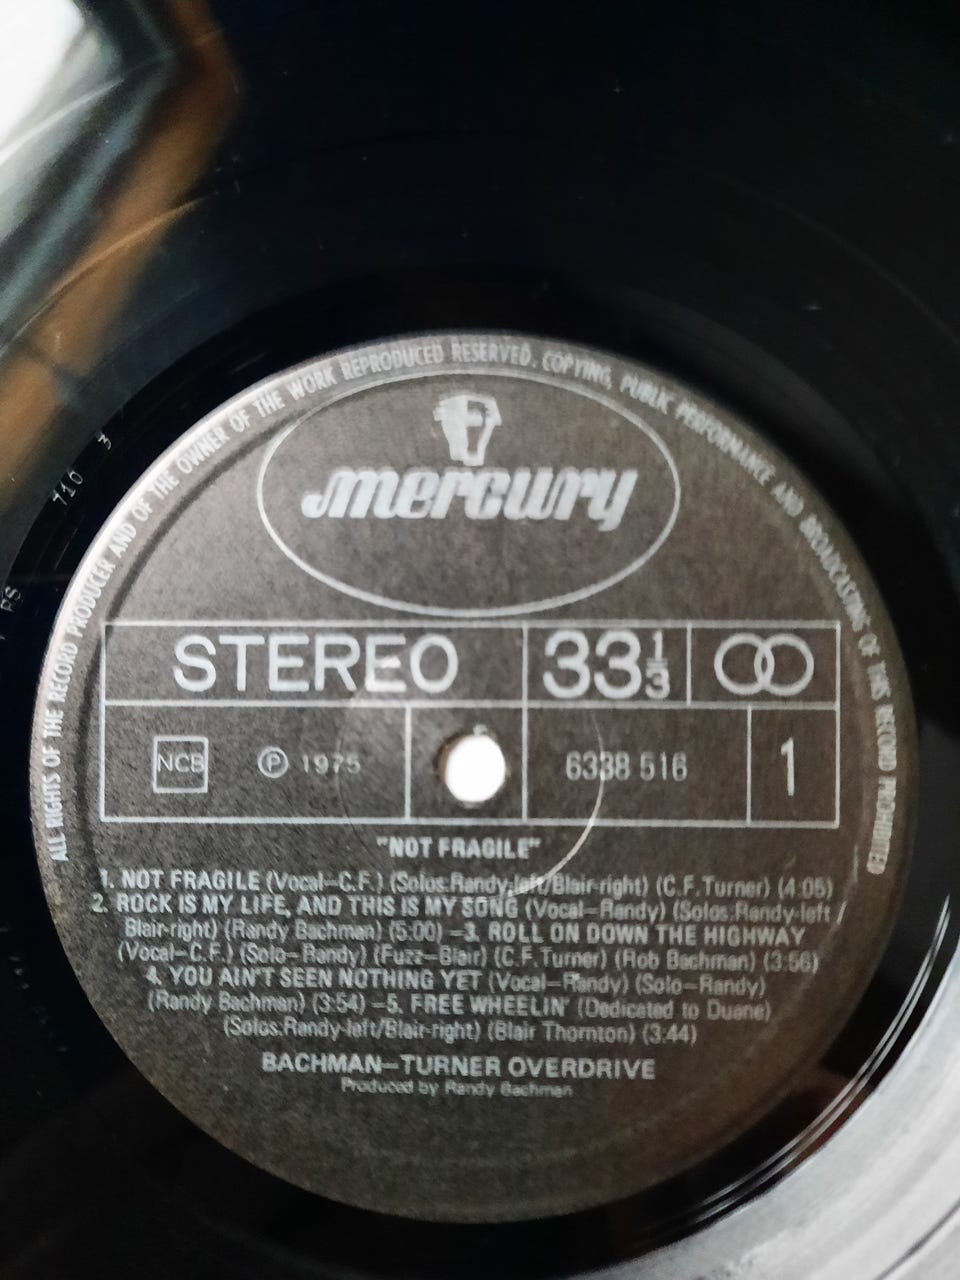 ALL RIGHTS OF THE RECORD PRODUCER AND OF THE OWNER OF THE WORK REPRODUCED RESERVED. COPYING, PUBLIC PERFORMANCE AND BROADCASTING OF THIS RECORD PROHIBITED
mercury
STEREO 33 1/3
NCB Ⓟ 1975 6338 516 1
"NOT FRAGILE"
1. NOT FRAGILE (Vocal–C.F.) (Solos:Randy-left/Blair-right) (C.F.Turner) (4:05)
2. ROCK IS MY LIFE, AND THIS IS MY SONG (Vocal–Randy) (Solos:Randy-left /
Blair-right) (Randy Bachman) (5:00) –3. ROLL ON DOWN THE HIGHWAY
(Vocal–C.F.) (Solo–Randy) (Fuzz–Blair) (C.F.Turner) (Rob Bachman) (3:56)
4. YOU AIN'T SEEN NOTHING YET (Vocal–Randy) (Solo–Randy)
(Randy Bachman) (3:54) –5. FREE WHEELIN' (Dedicated to Duane)
(Solos:Randy-left/Blair-right) (Blair Thornton) (3:44)
BACHMAN–TURNER OVERDRIVE
Produced by Randy Bachman